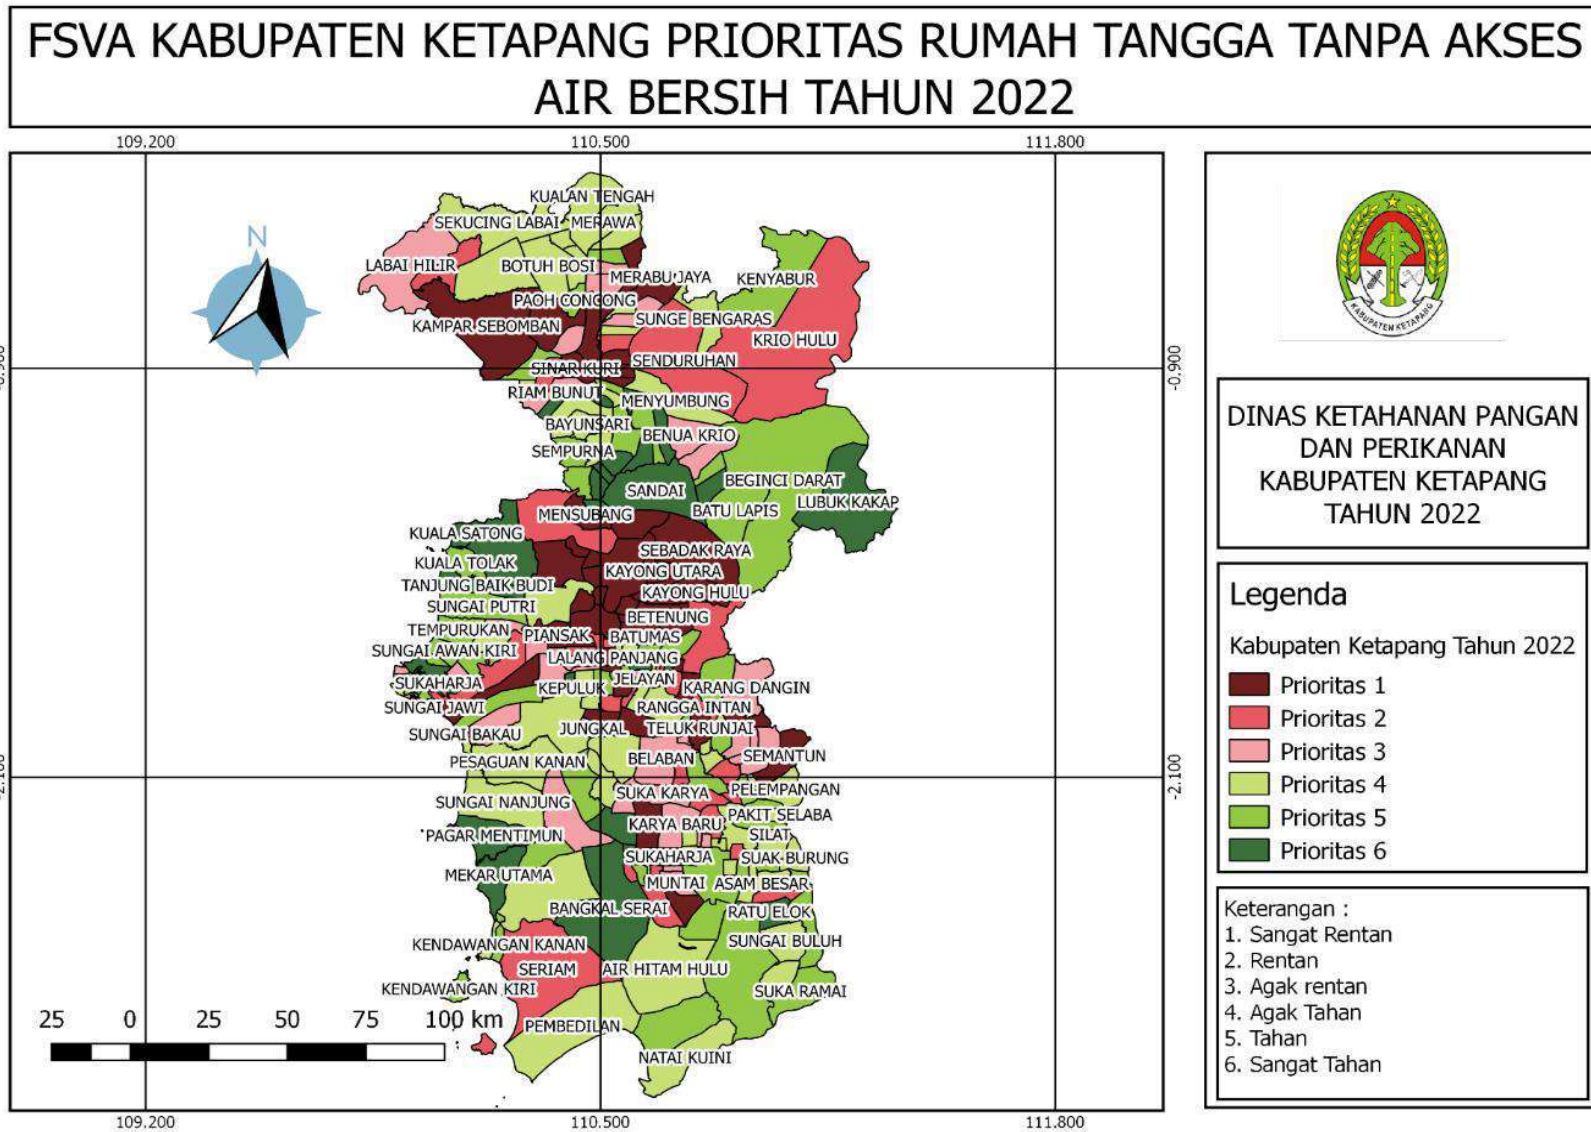 FSVA KABUPATEN KETAPANG PRIORITAS RUMAH TANGGA TANPA AKSES
AIR BERSIH TAHUN 2022
109.200
110.500
111.800
N
KUALAN TENGAH
SEKUCING LABAI
MERAWA
LABAI HILIR
BOTUH BOSI
MERABU JAYA
KENYABUR
PAOH CONCONG
KAMPAR SEBOMBAN
SUNGE BENGARAS
KRIO HULU
SINAR KURI
SENDURUHAN
-0.900
RIAM BUNUT
MENYUMBUNG
BAYUNSARI
BENUA KRIO
SEMPURNA
SANDAI
BEGINCI DARAT
BATU LAPIS
LUBUK KAKAP
MENSUBANG
KUALA SATONG
KUALA TOLAK
SEBADAK RAYA
KAYONG UTARA
TANJUNG BAIK BUDI
KAYONG HULU
SUNGAI PUTRI
BETENUNG
TEMPURUKAN
PIANSAK
BATUMAS
SUNGAI AWAN KIRI
LALANG PANJANG
SUKAHARJA
KEPULUK
JELAYAN
KARANG DANGIN
SUNGAI JAWI
RANGGA INTAN
SUNGAI BAKAU
JUNGKAL
TELUK RUNJAI
PESAGUAN KANAN
BELABAN
SEMANTUN
-2.100
SUNGAI NANJUNG
SUKA KARYA
PELEMPANGAN
PAGAR MENTIMUN
KARYA BARU
PAKIT SELABA
SILAT
SUKAHARJA
SUAK BURUNG
MEKAR UTAMA
MUNTAI
ASAM BESAR
BANGKAL SERAI
RATU ELOK
KENDAWANGAN KANAN
SUNGAI BULUH
SERIAM
AIR HITAM HULU
KENDAWANGAN KIRI
SUKA RAMAI
PEMBEDILAN
NATAI KUINI
25 0 25 50 75 100 km
109.200
110.500
111.800
KABUPATEN KETAPANG
DINAS KETAHANAN PANGAN
DAN PERIKANAN
KABUPATEN KETAPANG
TAHUN 2022
Legenda
Kabupaten Ketapang Tahun 2022
Prioritas 1
Prioritas 2
Prioritas 3
Prioritas 4
Prioritas 5
Prioritas 6
Keterangan :
1. Sangat Rentan
2. Rentan
3. Agak rentan
4. Agak Tahan
5. Tahan
6. Sangat Tahan